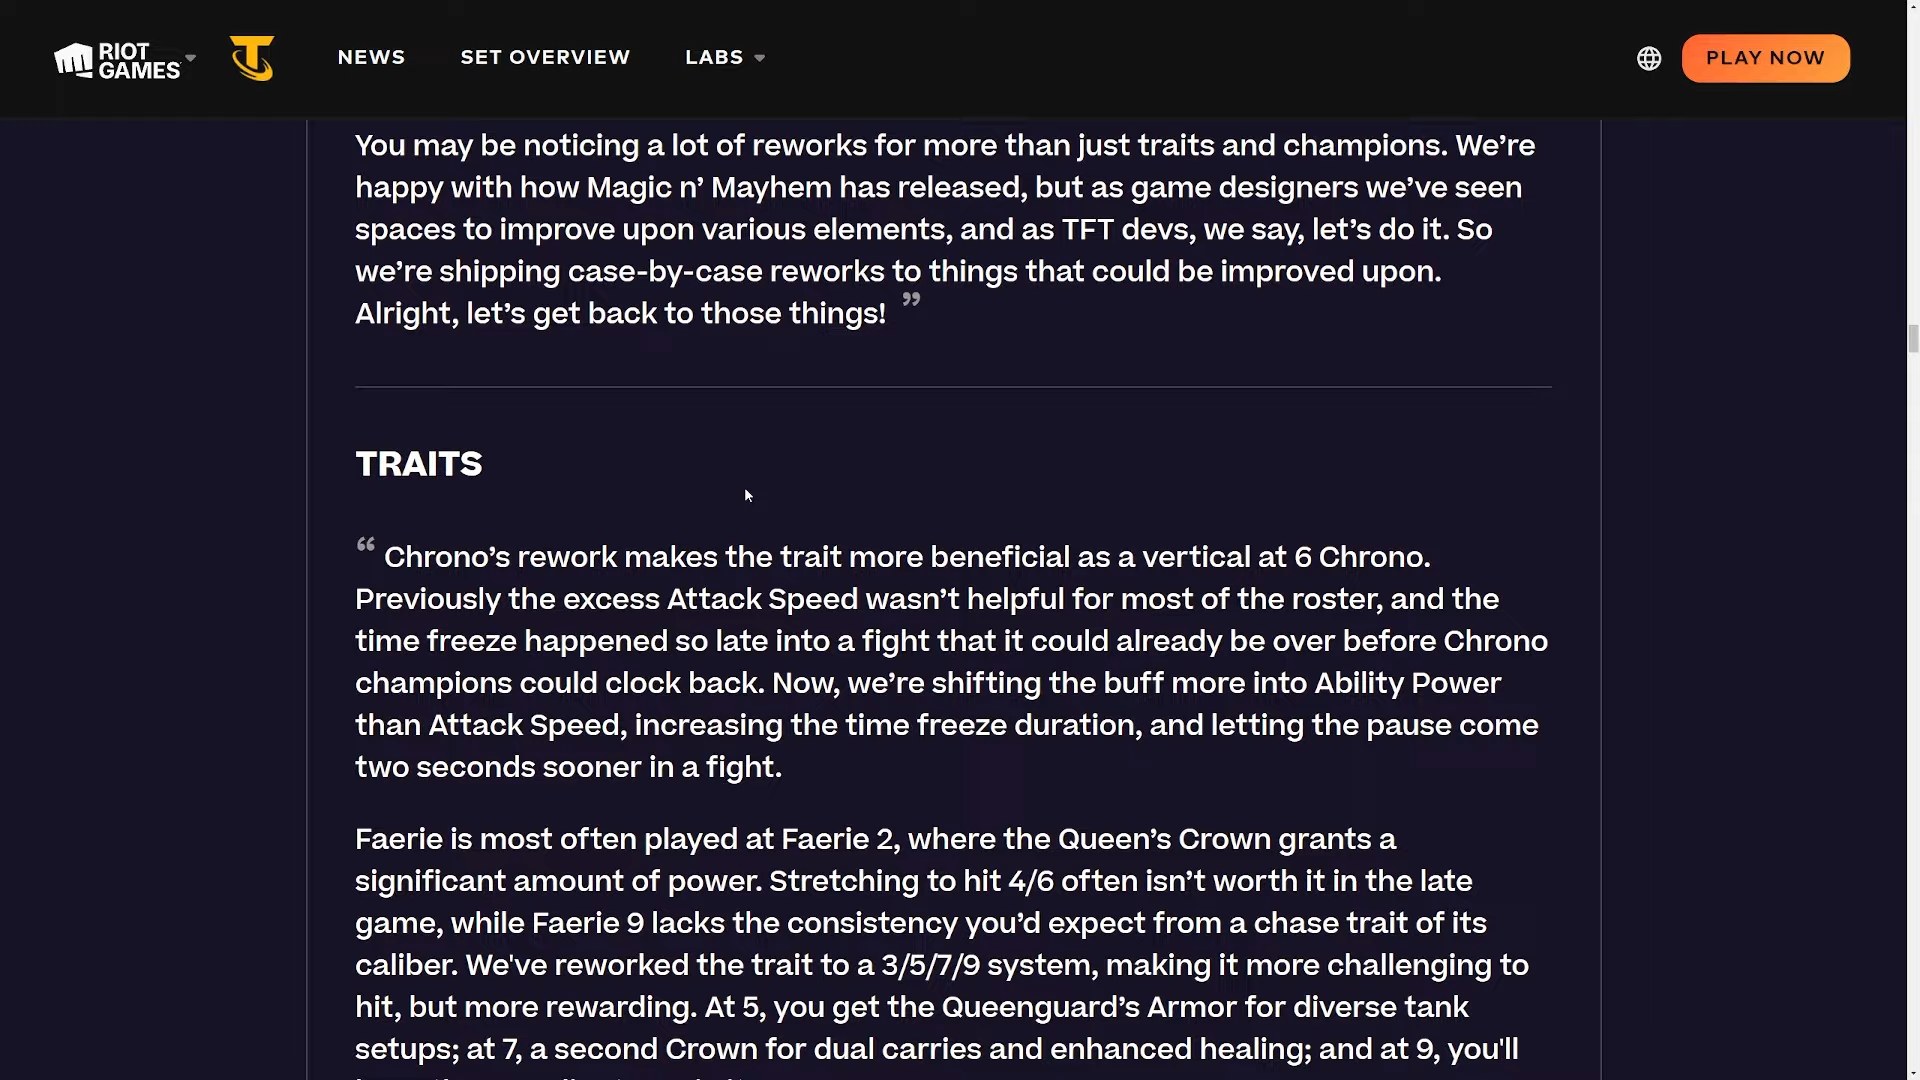 RIOT GAMES
NEWS
SET OVERVIEW
LABS
PLAY NOW
You may be noticing a lot of reworks for more than just traits and champions. We’re
happy with how Magic n’ Mayhem has released, but as game designers we’ve seen
spaces to improve upon various elements, and as TFT devs, we say, let’s do it. So
we’re shipping case-by-case reworks to things that could be improved upon.
Alright, let’s get back to those things! ”
TRAITS
“ Chrono’s rework makes the trait more beneficial as a vertical at 6 Chrono.
Previously the excess Attack Speed wasn’t helpful for most of the roster, and the
time freeze happened so late into a fight that it could already be over before Chrono
champions could clock back. Now, we’re shifting the buff more into Ability Power
than Attack Speed, increasing the time freeze duration, and letting the pause come
two seconds sooner in a fight.
Faerie is most often played at Faerie 2, where the Queen’s Crown grants a
significant amount of power. Stretching to hit 4/6 often isn’t worth it in the late
game, while Faerie 9 lacks the consistency you’d expect from a chase trait of its
caliber. We've reworked the trait to a 3/5/7/9 system, making it more challenging to
hit, but more rewarding. At 5, you get the Queenguard’s Armor for diverse tank
setups; at 7, a second Crown for dual carries and enhanced healing; and at 9, you'll